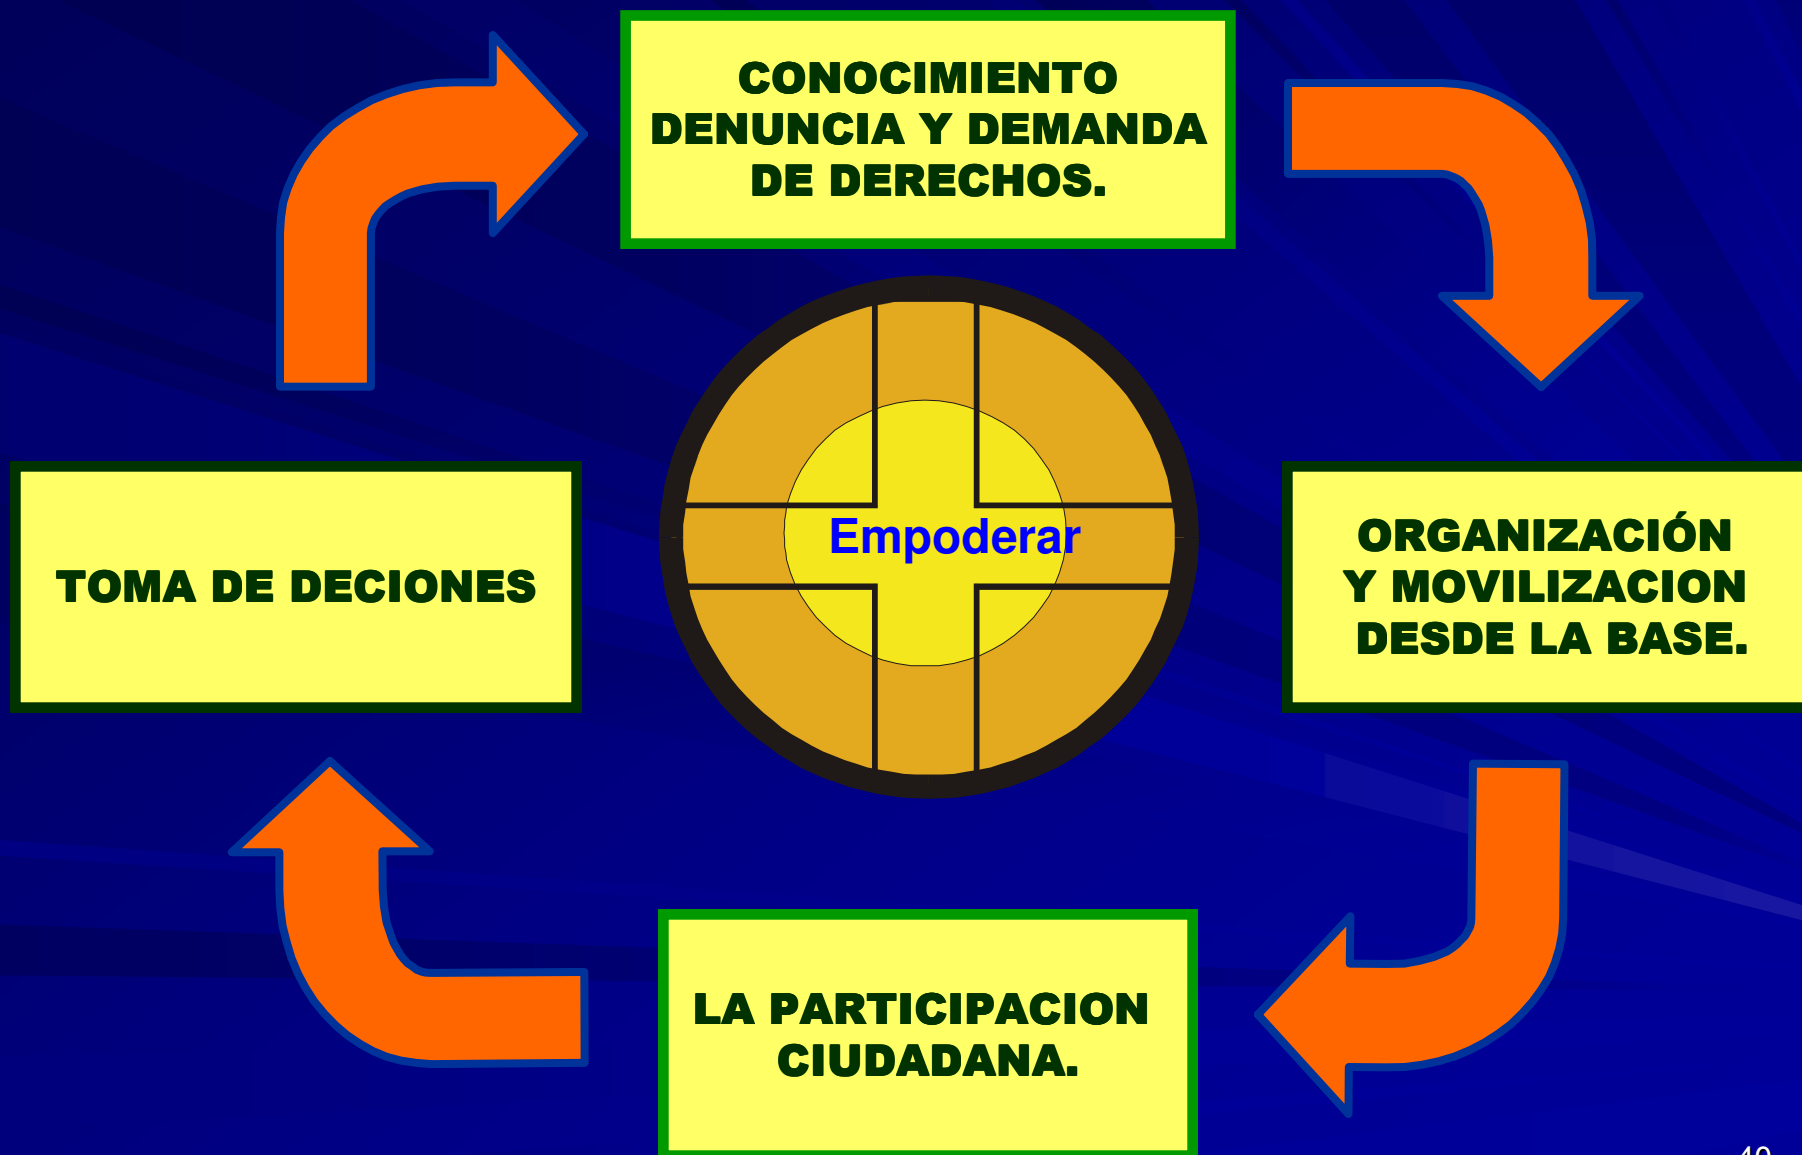 CONOCIMIENTO
DENUNCIA Y DEMANDA
DE DERECHOS.
Empoderar
TOMA DE DECIONES
ORGANIZACIÓN
Y MOVILIZACION
DESDE LA BASE.
LA PARTICIPACION
CIUDADANA.